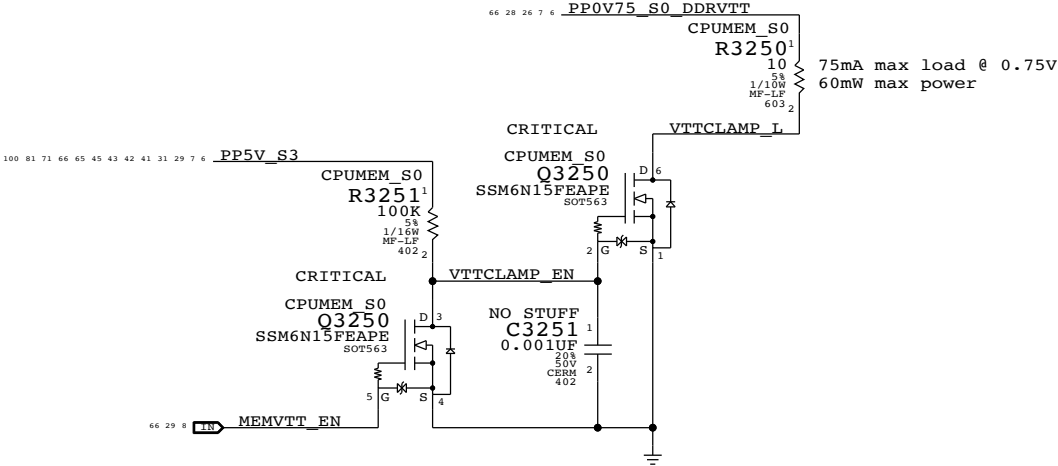 66 28 26 7 6 PP0V75_S0_DDRVTT
CPUMEM_S0
R3250 1
10
5%
1/10W
MF-LF
603 2
75mA max load @ 0.75V
60mW max power
VTTCLAMP_L
CRITICAL
CPUMEM_S0
Q3250
SSM6N15FEAPE
SOT563
D 6
2 G S 1
100 81 71 66 65 45 43 42 41 31 29 7 6 PP5V_S3
CPUMEM_S0
R3251 1
100K
5%
1/16W
MF-LF
402 2
VTTCLAMP_EN
CRITICAL
CPUMEM_S0
Q3250
SSM6N15FEAPE
SOT563
D 3
5 G S 4
NO STUFF
C3251 1
0.001UF
20%
50V
CERM 2
402
66 29 8 IN MEMVTT_EN